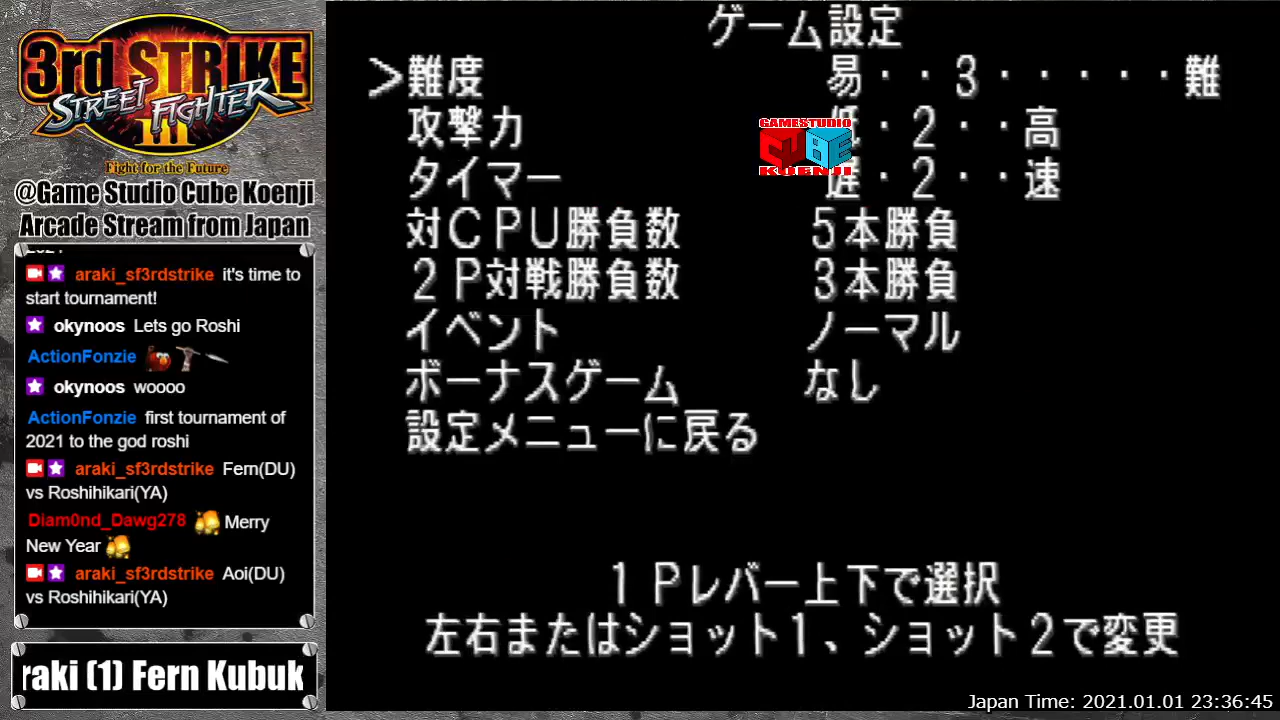 3rd STRIKE
STREET FIGHTER
III
Fight for the Future
@Game Studio Cube Koenji
Arcade Stream from Japan
araki_sf3rdstrike it's time to
start tournament!
okynoos Lets go Roshi
ActionFonzie
okynoos woooo
ActionFonzie first tournament of
2021 to the god roshi
araki_sf3rdstrike Fern(DU)
vs Roshihikari(YA)
Diam0nd_Dawg278 Merry
New Year
araki_sf3rdstrike Aoi(DU)
vs Roshihikari(YA)
raki (1) Fern Kubuk
ゲーム設定
>難度 易・・3・・・・・難
攻撃力 ・2・・高
タイマー 遅・2・・速
対CPU勝負数 5本勝負
2P対戦勝負数 3本勝負
イベント ノーマル
ボーナスゲーム なし
設定メニューに戻る
GAMESTUDIO
CUBE
KOENJI
1Pレバー上下で選択
左右またはショット1、ショット2で変更
Japan Time: 2021.01.01 23:36:45